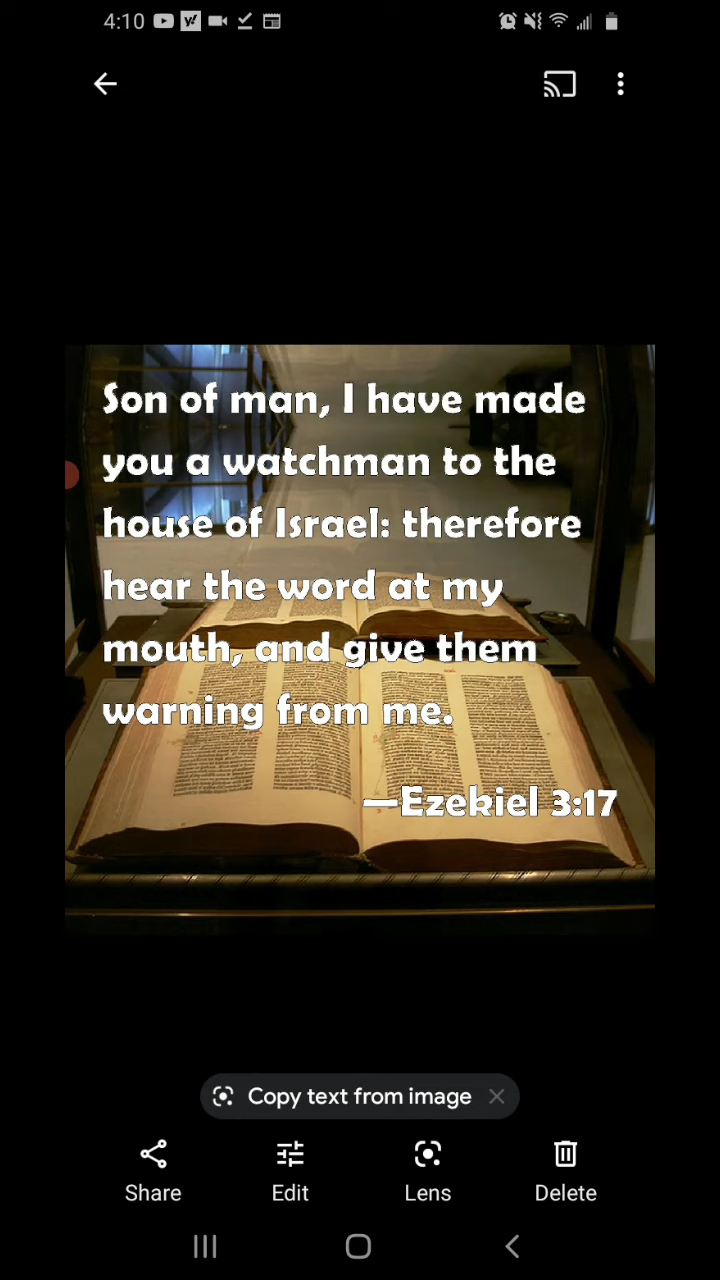 4:10
Son of man, I have made
you a watchman to the
house of Israel: therefore
hear the word at my
mouth, and give them
warning from me.
—Ezekiel 3:17
Copy text from image
Share Edit Lens Delete